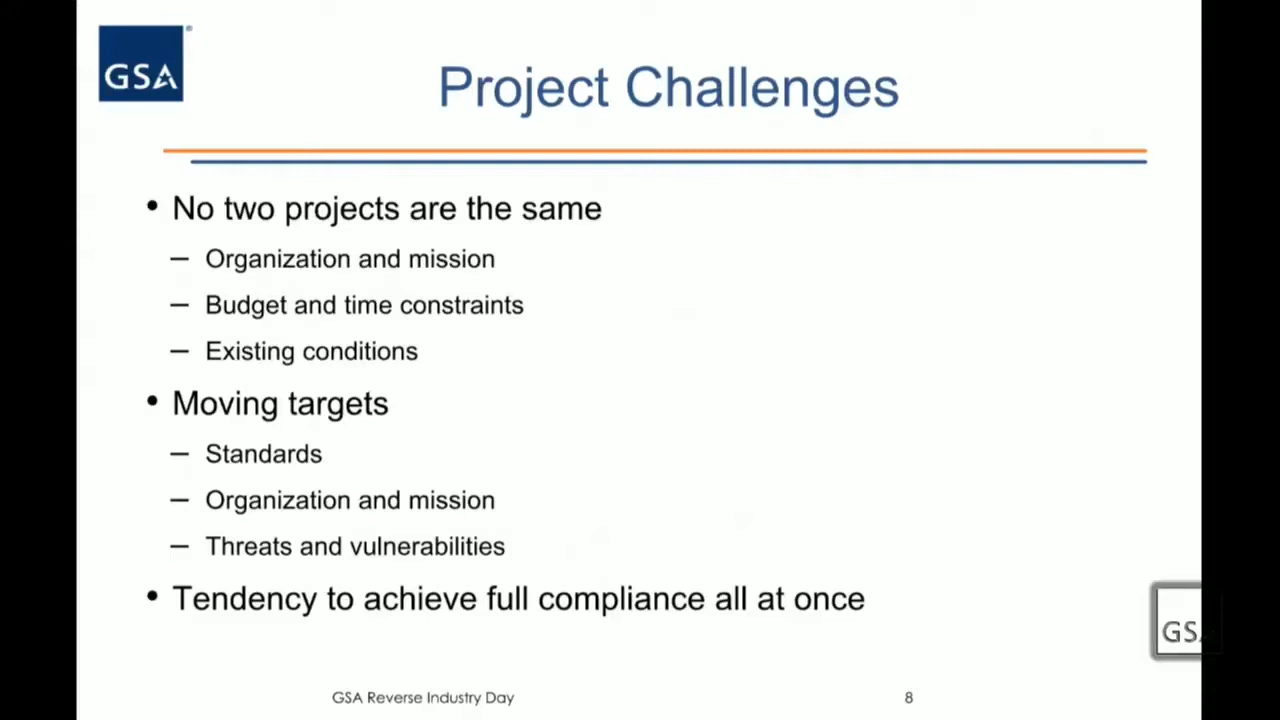 GSA
Project Challenges
• No two projects are the same
– Organization and mission
– Budget and time constraints
– Existing conditions
• Moving targets
– Standards
– Organization and mission
– Threats and vulnerabilities
• Tendency to achieve full compliance all at once
GSA
GSA Reverse Industry Day
8